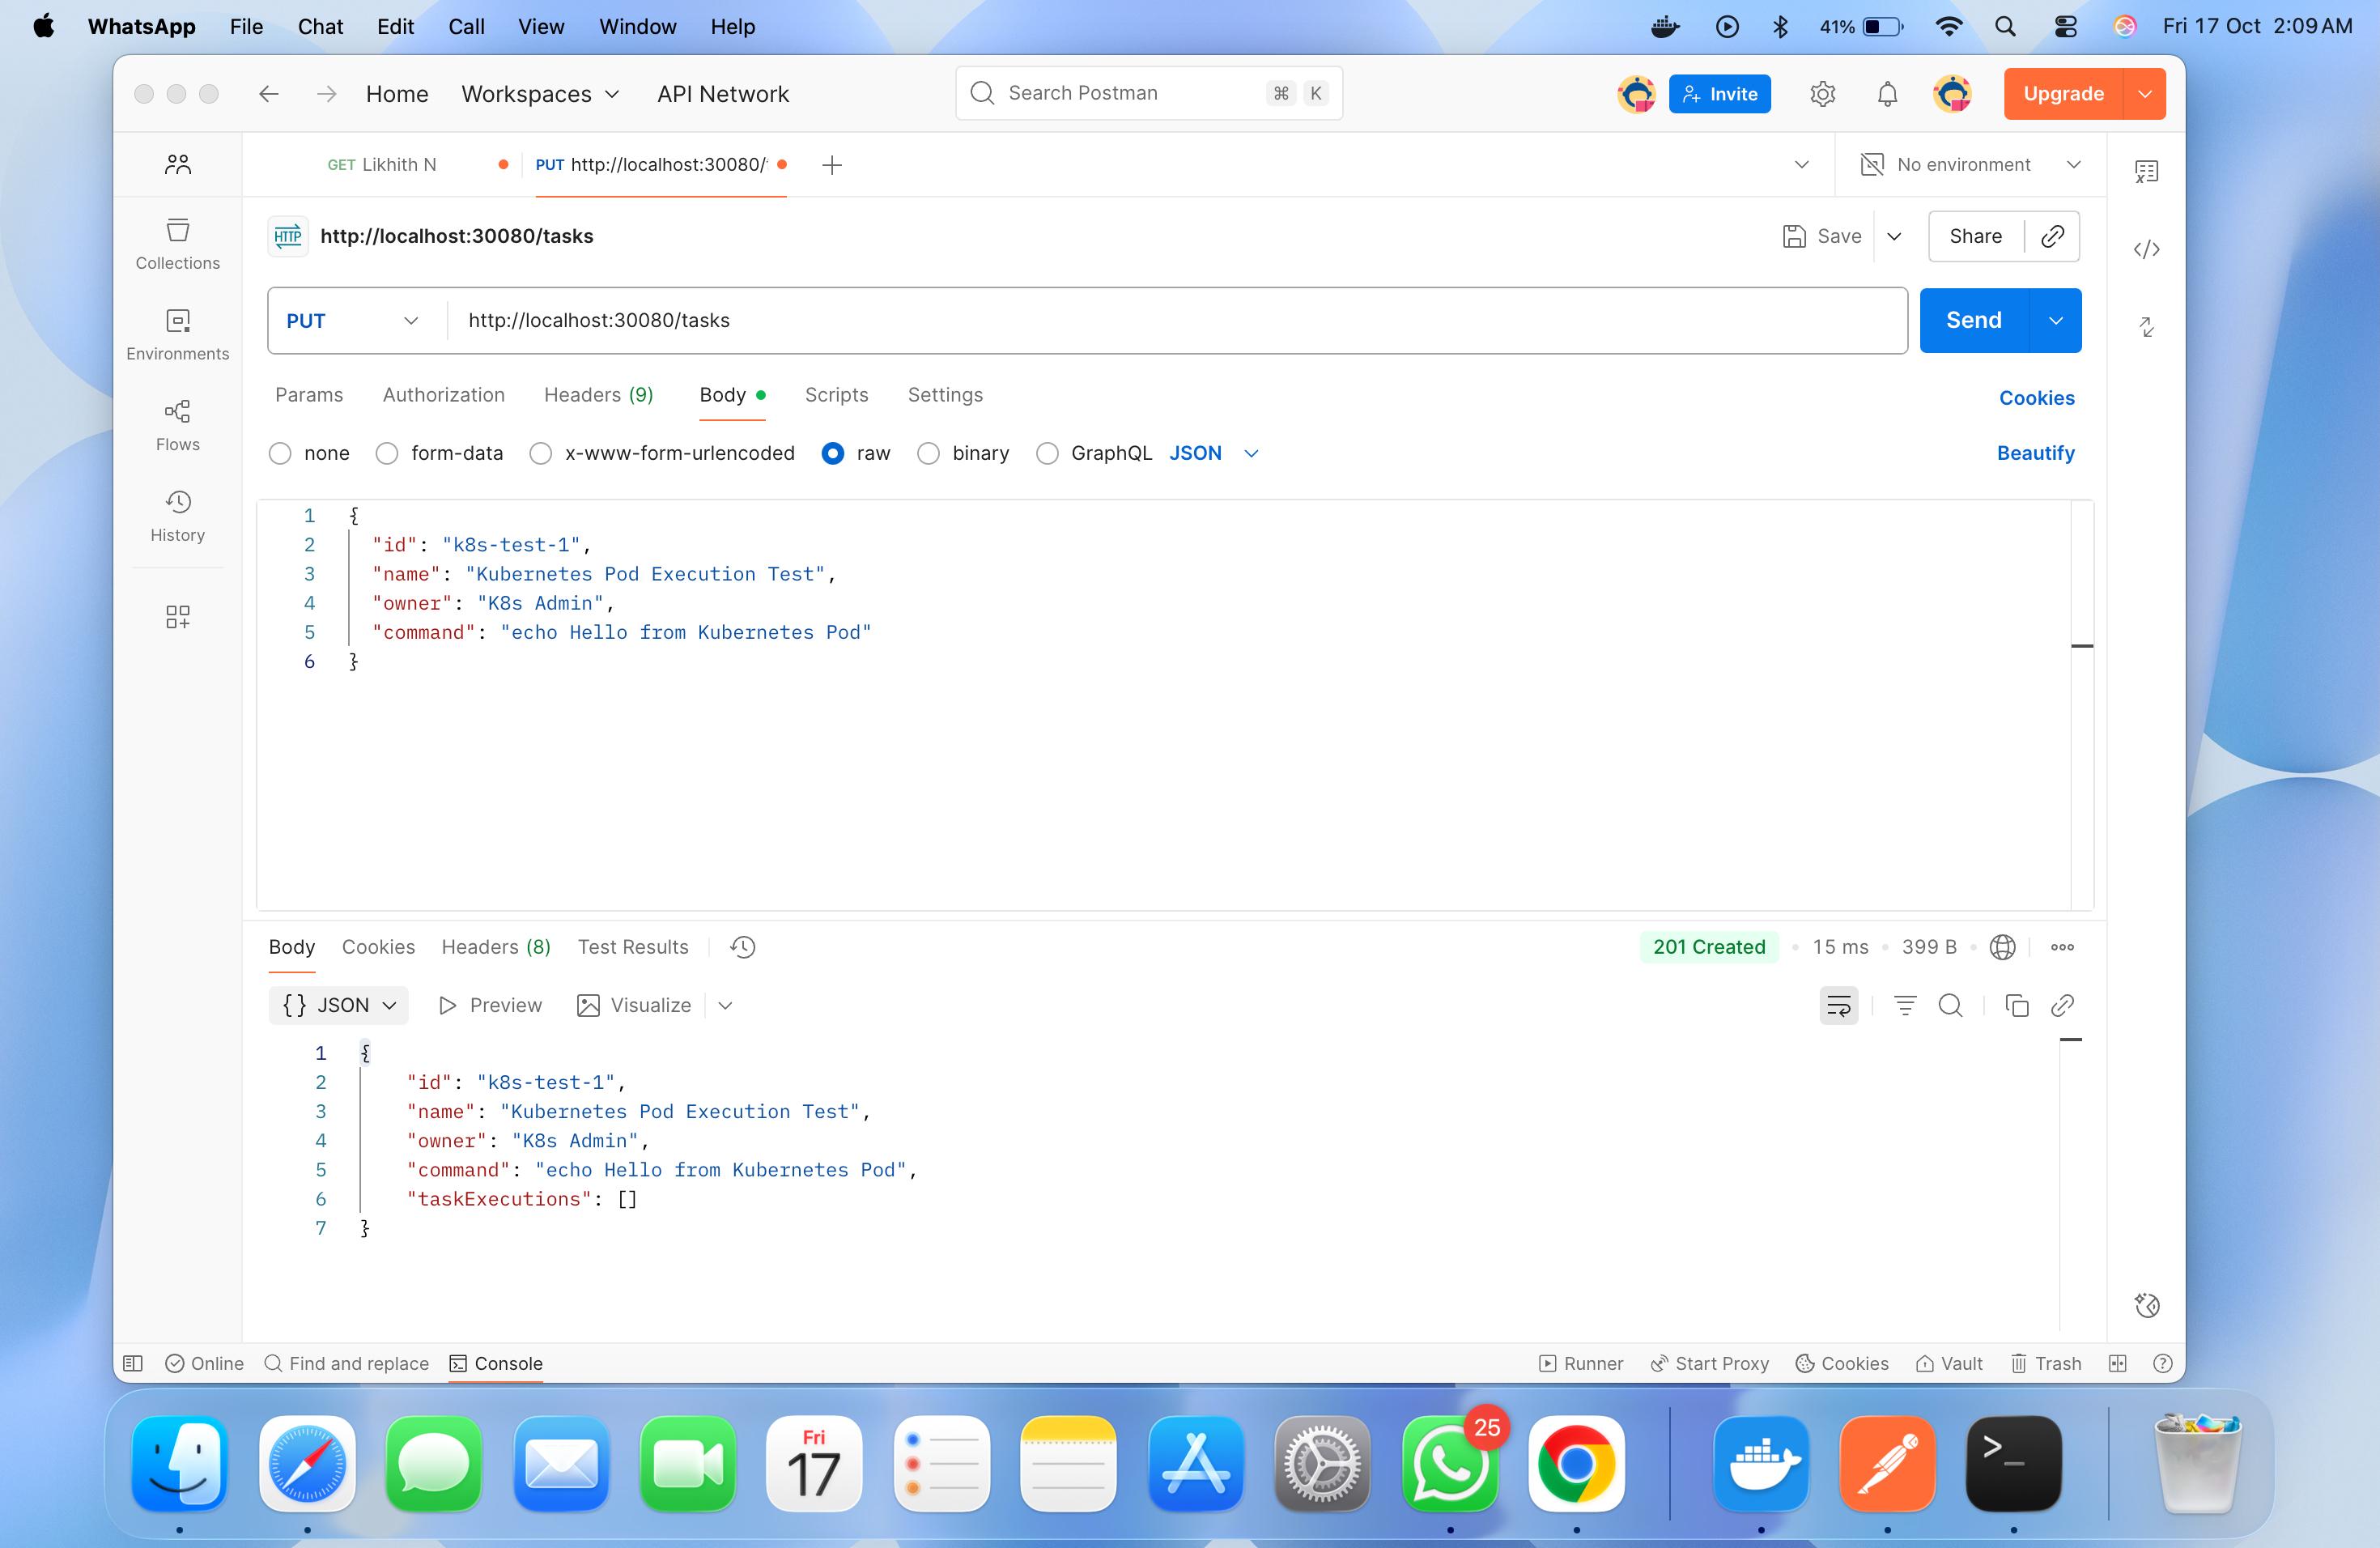 WhatsApp File Chat Edit Call View Window Help 41% Fri 17 Oct 2:09 AM
Home Workspaces API Network Search Postman ⌘ K Invite Upgrade
GET Likhith N PUT http://localhost:30080/ No environment
HTTP http://localhost:30080/tasks Save Share
Collections
PUT http://localhost:30080/tasks Send
Environments
Params Authorization Headers (9) Body Scripts Settings Cookies
Flows
none form-data x-www-form-urlencoded raw binary GraphQL JSON Beautify
History
1 {
2 "id": "k8s-test-1",
3 "name": "Kubernetes Pod Execution Test",
4 "owner": "K8s Admin",
5 "command": "echo Hello from Kubernetes Pod"
6 }
Body Cookies Headers (8) Test Results 201 Created 15 ms 399 B
{} JSON Preview Visualize
1 {
2 "id": "k8s-test-1",
3 "name": "Kubernetes Pod Execution Test",
4 "owner": "K8s Admin",
5 "command": "echo Hello from Kubernetes Pod",
6 "taskExecutions": []
7 }
Online Find and replace Console Runner Start Proxy Cookies Vault Trash
Fri
17
25